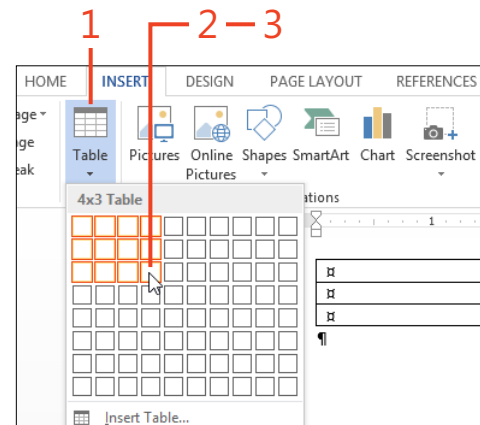 1 2 3
HOME INSERT DESIGN PAGE LAYOUT REFERENCES
age
ge
eak
Table Pictures Online Pictures Shapes SmartArt Chart Screenshot
4x3 Table
ations
1
¤
¤
¤
¶
Insert Table...